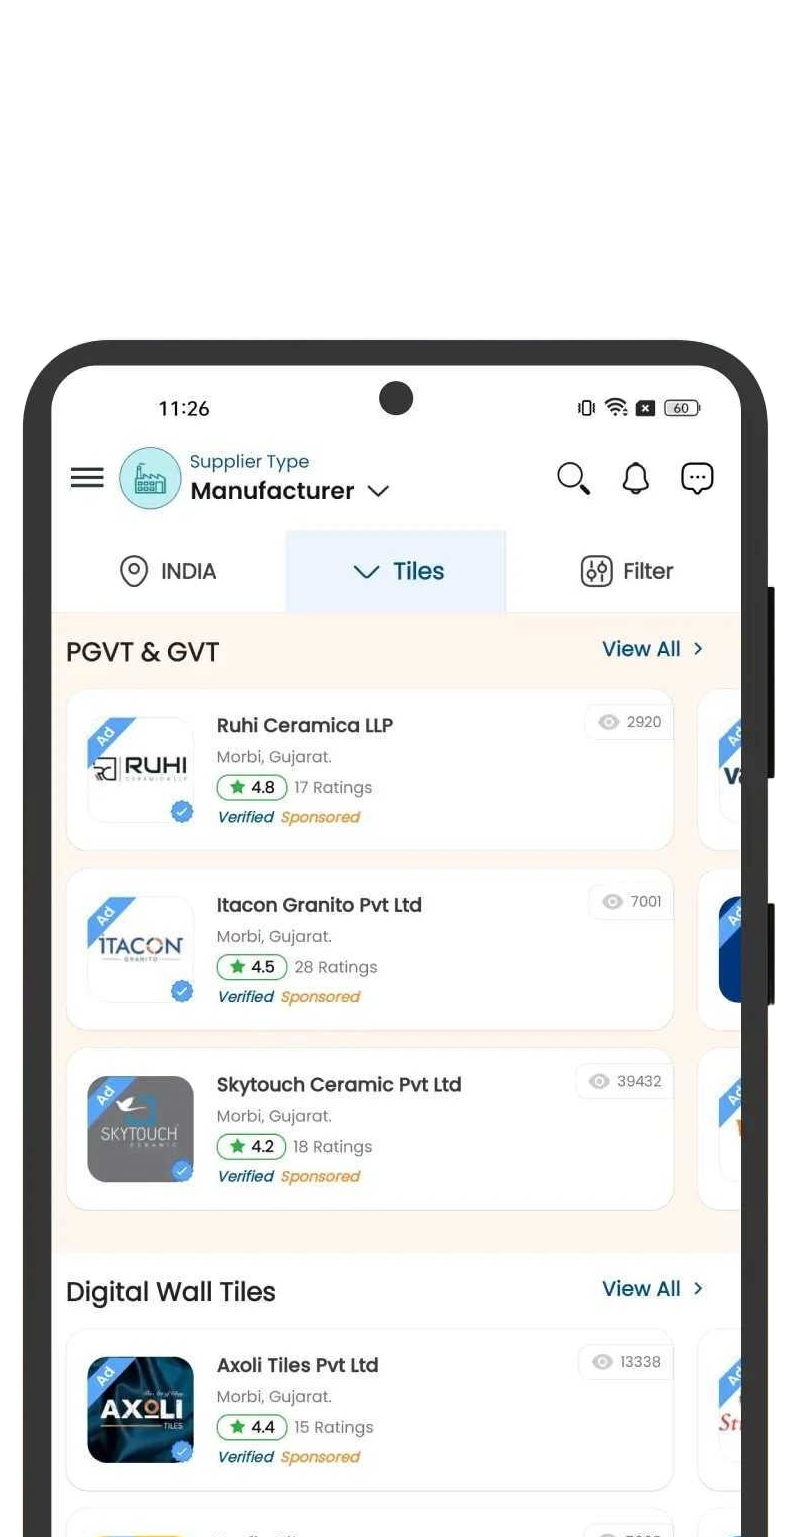 11:26
60
Supplier Type
Manufacturer
INDIA
Tiles
Filter
PGVT & GVT
View All
Ad
RUHI
CERAMICA LLP
Ruhi Ceramica LLP
2920
Morbi, Gujarat.
4.8 17 Ratings
Verified Sponsored
Ad
Ad
ITACON
GRANITO
Itacon Granito Pvt Ltd
7001
Morbi, Gujarat.
4.5 28 Ratings
Verified Sponsored
Ad
Ad
SKYTOUCH
CERAMIC
Skytouch Ceramic Pvt Ltd
39432
Morbi, Gujarat.
4.2 18 Ratings
Verified Sponsored
Ad
Digital Wall Tiles
View All
Ad
AXOLI
TILES
Axoli Tiles Pvt Ltd
13338
Morbi, Gujarat.
4.4 15 Ratings
Verified Sponsored
Ad